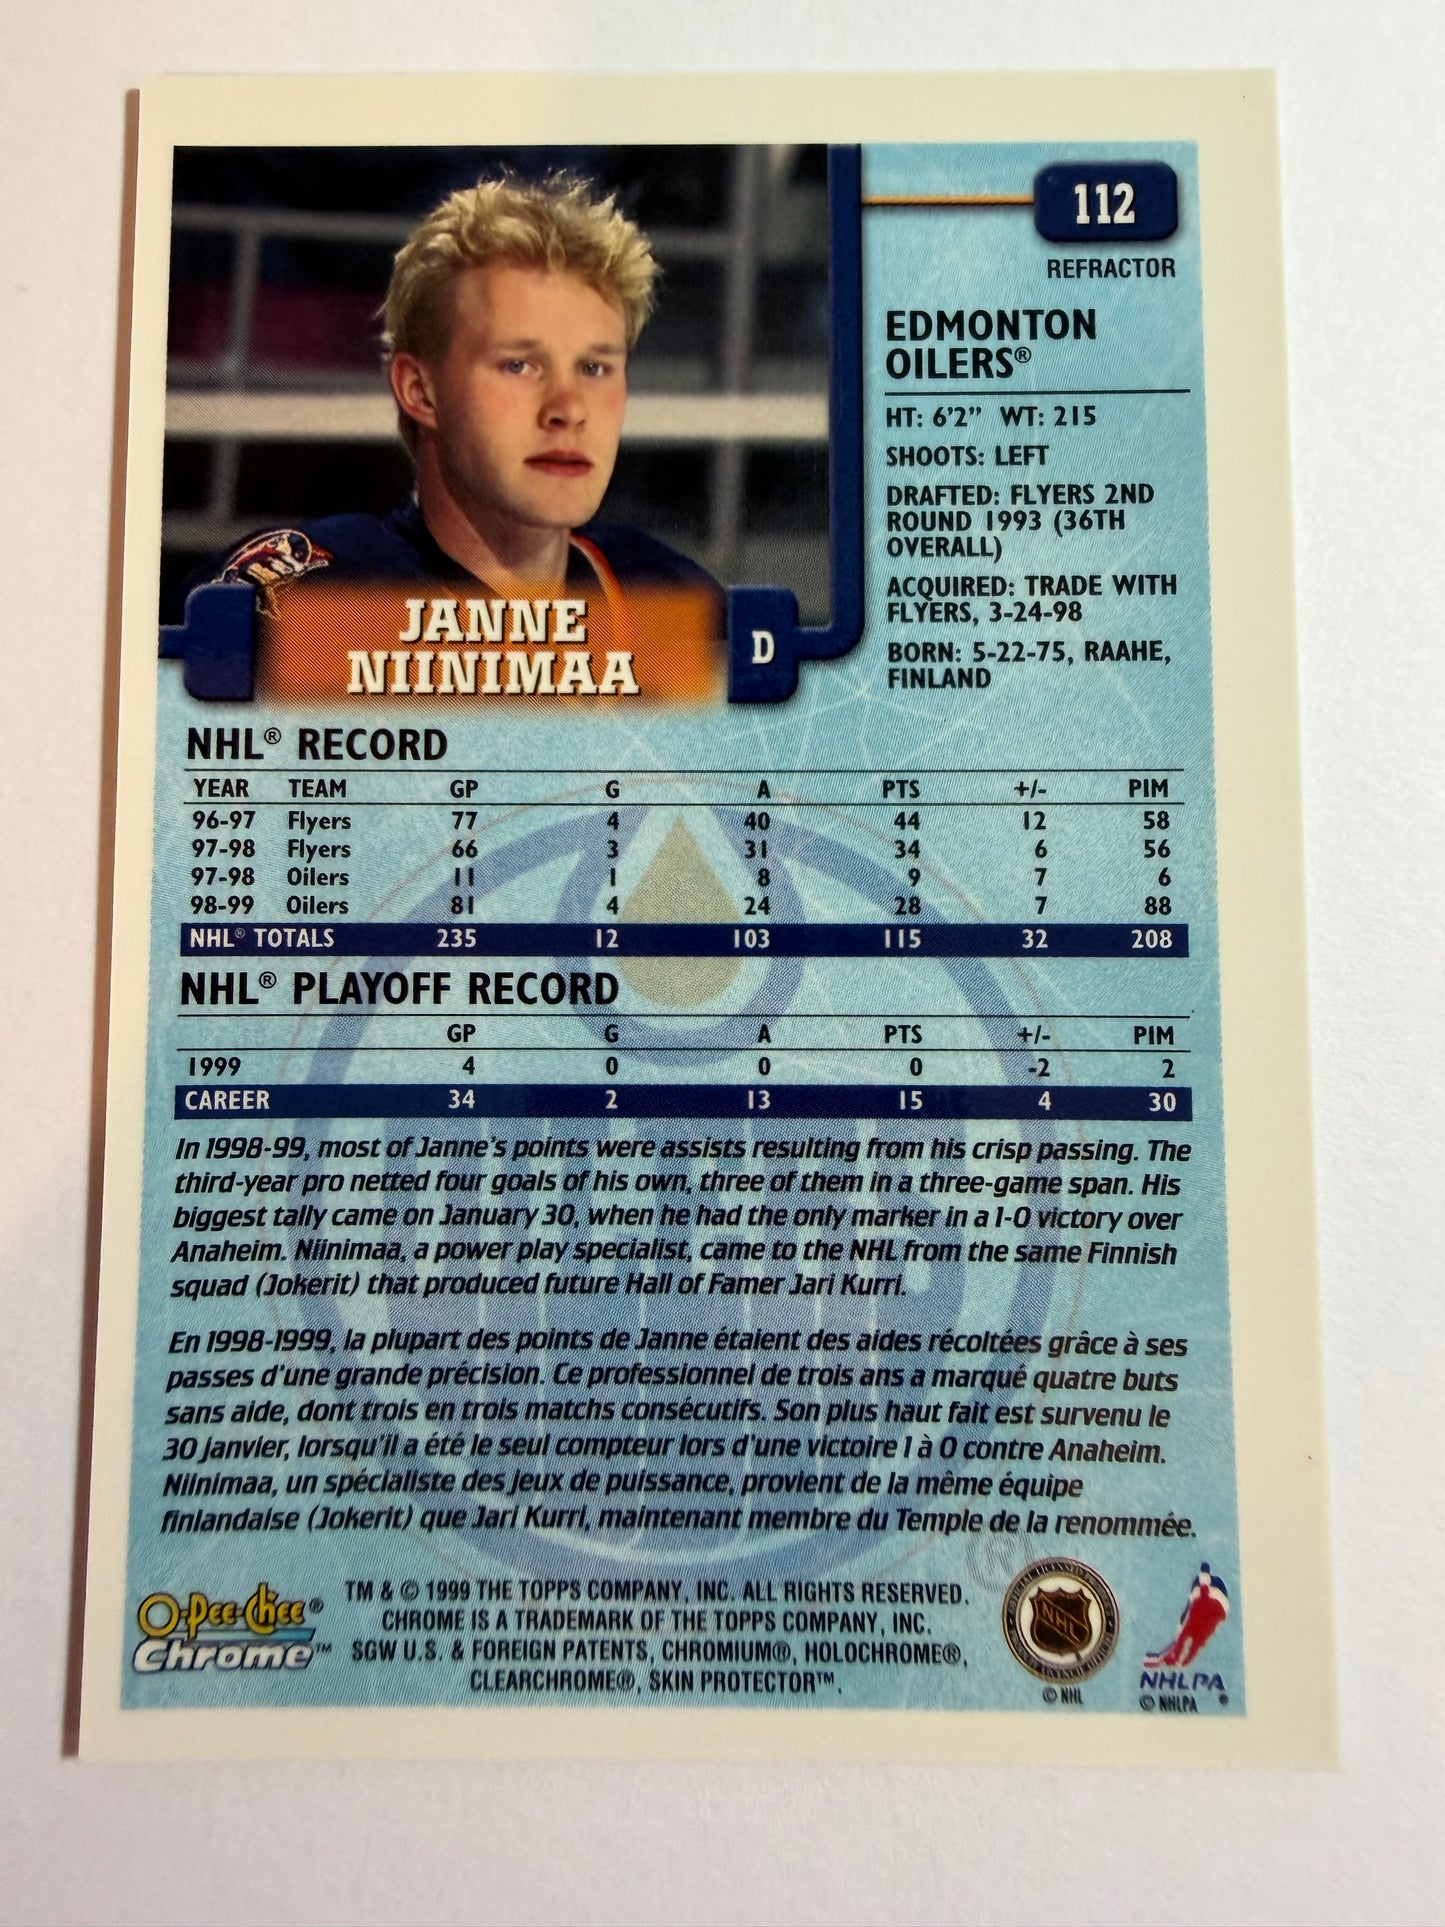 112
REFRACTOR
EDMONTON
OILERS®
HT: 6'2" WT: 215
SHOOTS: LEFT
DRAFTED: FLYERS 2ND
ROUND 1993 (36TH
OVERALL)
ACQUIRED: TRADE WITH
FLYERS, 3-24-98
BORN: 5-22-75, RAAHE,
FINLAND
JANNE
NIINIMAA
D
NHL® RECORD
YEAR TEAM GP G A PTS +/- PIM
96-97 Flyers 77 4 40 44 12 58
97-98 Flyers 66 3 31 34 6 56
97-98 Oilers 11 1 8 9 7 6
98-99 Oilers 81 4 24 28 7 88
NHL® TOTALS 235 12 103 115 32 208
NHL® PLAYOFF RECORD
GP G A PTS +/- PIM
1999 4 0 0 0 -2 2
CAREER 34 2 13 15 4 30
In 1998-99, most of Janne's points were assists resulting from his crisp passing. The
third-year pro netted four goals of his own, three of them in a three-game span. His
biggest tally came on January 30, when he had the only marker in a 1-0 victory over
Anaheim. Niinimaa, a power play specialist, came to the NHL from the same Finnish
squad (Jokerit) that produced future Hall of Famer Jari Kurri.
En 1998-1999, la plupart des points de Janne étaient des aides récoltées grâce à ses
passes d'une grande précision. Ce professionnel de trois ans a marqué quatre buts
sans aide, dont trois en trois matchs consécutifs. Son plus haut fait est survenu le
30 janvier, lorsqu'il a été le seul compteur lors d'une victoire 1 à 0 contre Anaheim.
Niinimaa, un spécialiste des jeux de puissance, provient de la même équipe
finlandaise (Jokerit) que Jari Kurri, maintenant membre du Temple de la renommée.
O-Pee-Chee®
Chrome™
TM & © 1999 THE TOPPS COMPANY, INC. ALL RIGHTS RESERVED.
CHROME IS A TRADEMARK OF THE TOPPS COMPANY, INC.
SGW U.S. & FOREIGN PATENTS, CHROMIUM®, HOLOCHROME®,
CLEARCHROME®, SKIN PROTECTOR™.
NHL
© NHL
NHLPA
© NHLPA